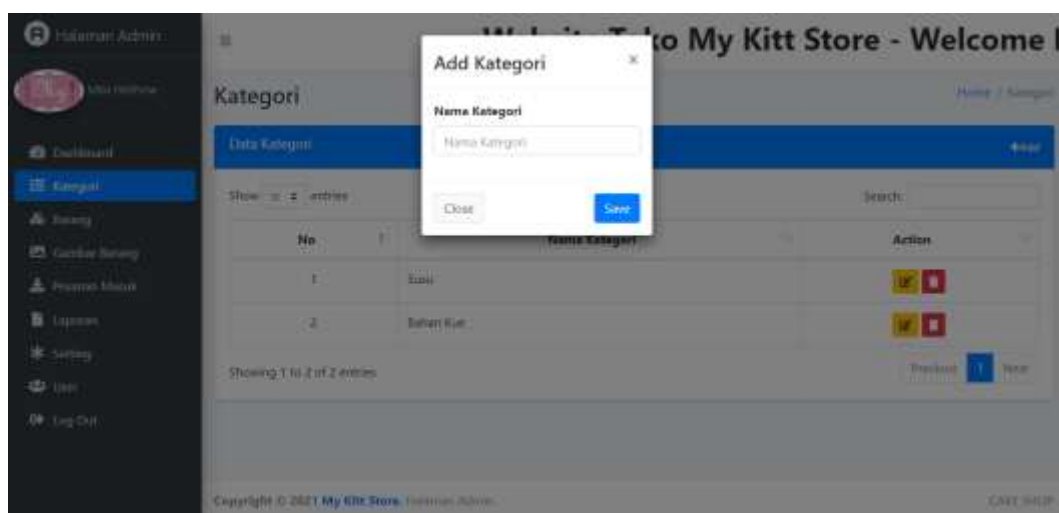 Halaman Admin
Website Toko My Kitt Store - Welcome
Add Kategori ×
Kategori
Home / Kategori
Nama Kategori
Nama Kategori
Data Kategori
Add
Dashboard
Kategori
Show entries
Search:
Close Save
Barang
No Nama Kategori Action
Gambar Barang
1
Pesanan Masuk
Laporan
2 Bahan Kue
Setting
Showing 1 to 2 of 2 entries
Previous 1 Next
User
Log Out
Copyright © 2021 My Kitt Store. Halaman Admin.
CAKE SHOP